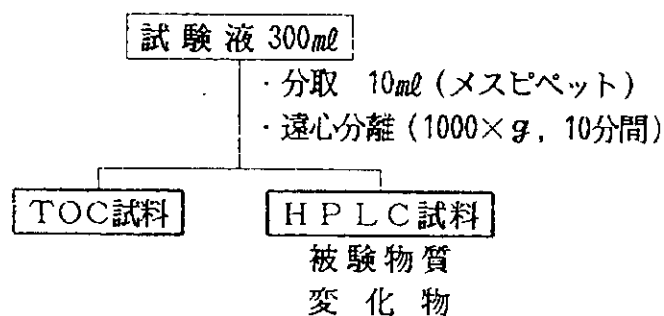 試験液 300㎖
・分取 10㎖ (メスピペット)
・遠心分離 (1000×g, 10分間)
TOC試料
HPLC試料
被験物質
変化物